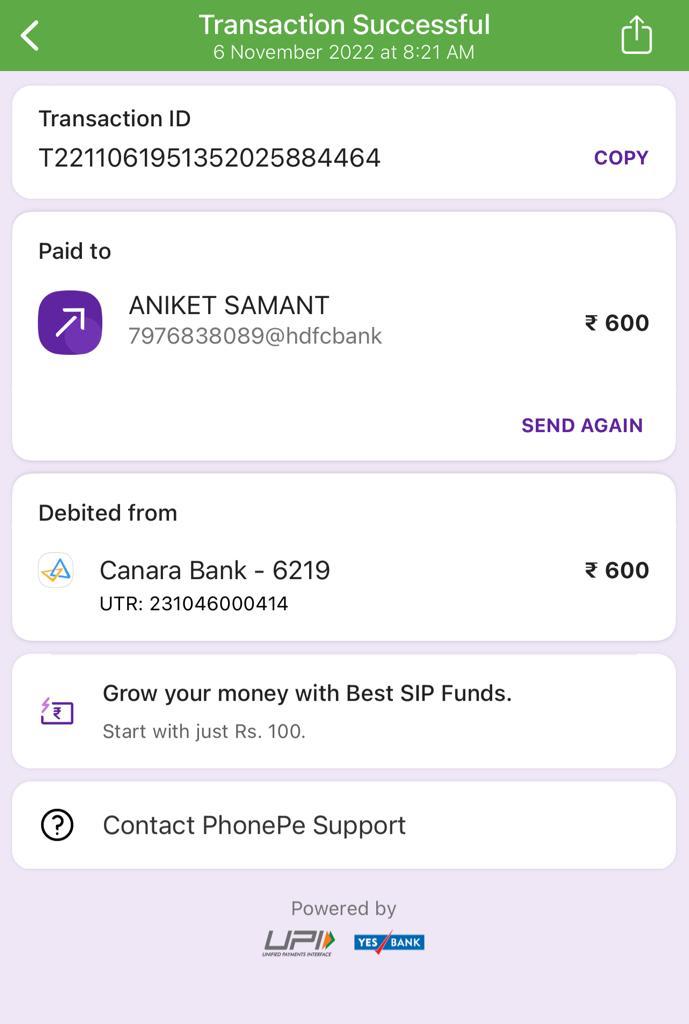 Transaction Successful
6 November 2022 at 8:21 AM
Transaction ID
T2211061951352025884464
COPY
Paid to
ANIKET SAMANT
7976838089@hdfcbank
₹ 600
SEND AGAIN
Debited from
Canara Bank - 6219
₹ 600
UTR: 231046000414
Grow your money with Best SIP Funds.
Start with just Rs. 100.
Contact PhonePe Support
Powered by
UPI
UNIFIED PAYMENTS INTERFACE
YES BANK